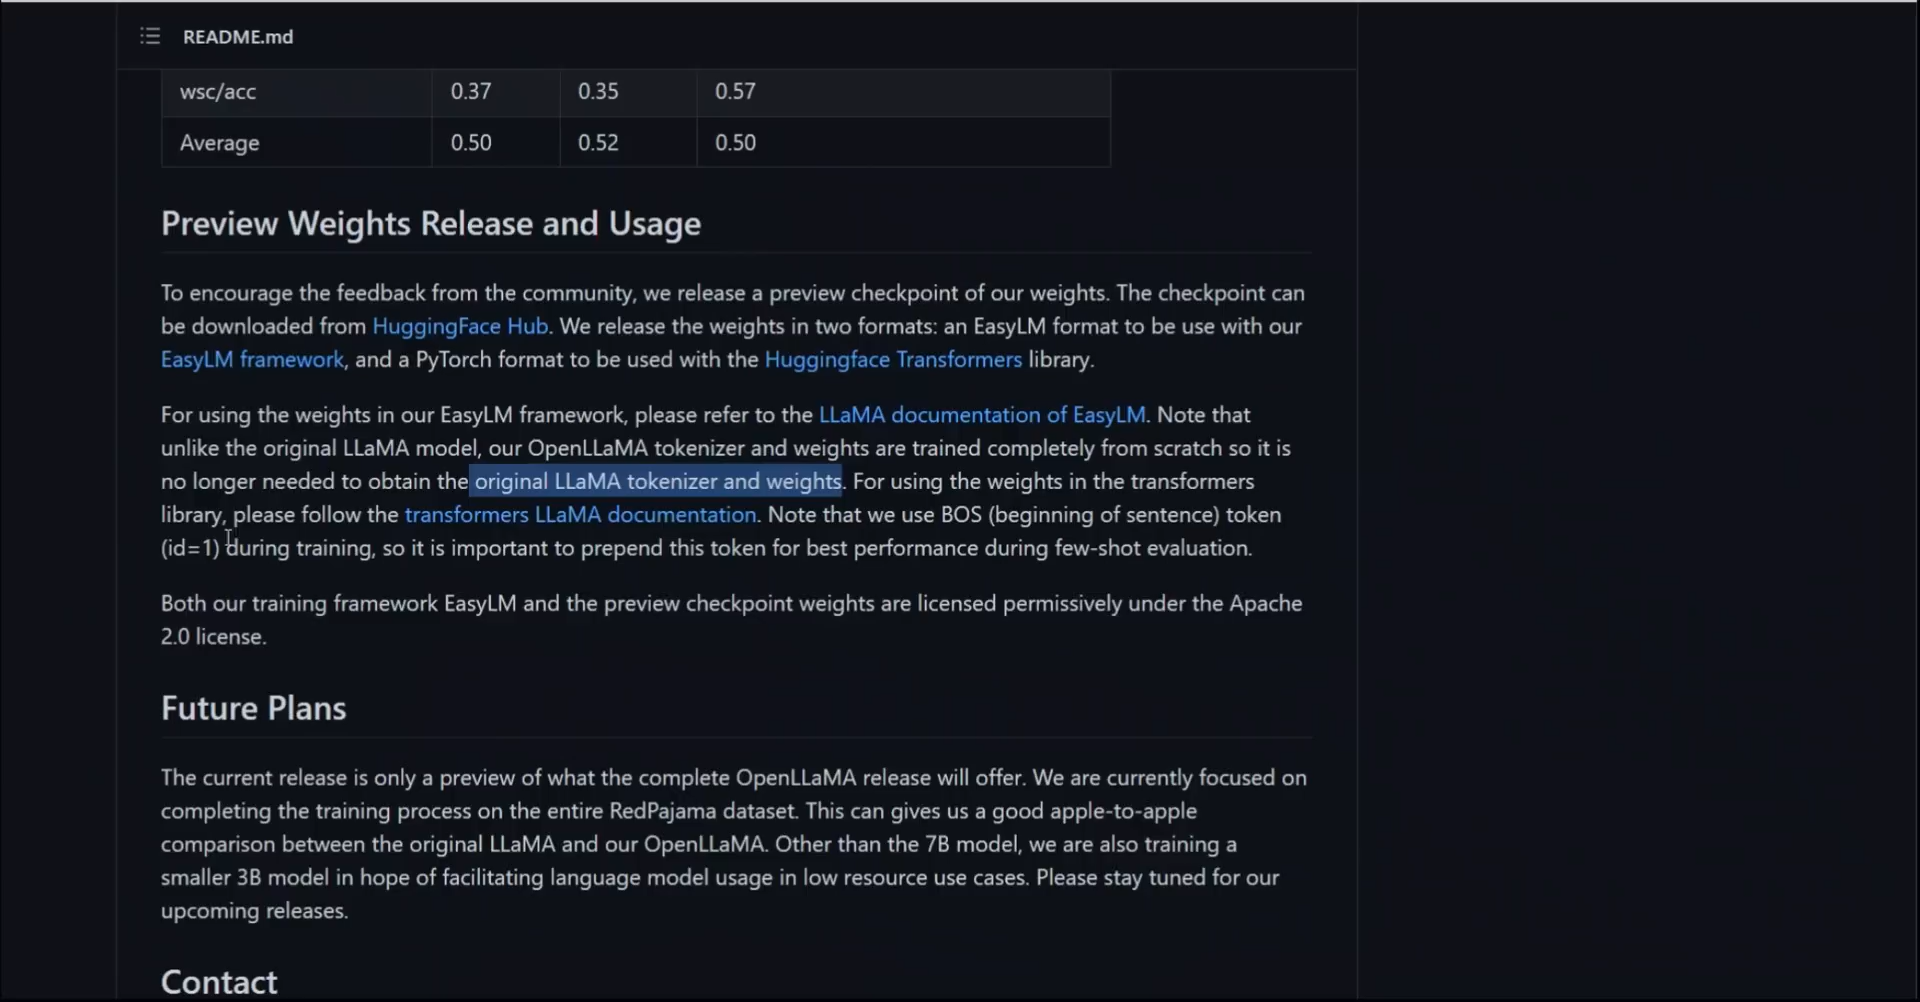 README.md
wsc/acc 0.37 0.35 0.57
Average 0.50 0.52 0.50
Preview Weights Release and Usage
To encourage the feedback from the community, we release a preview checkpoint of our weights. The checkpoint can
be downloaded from HuggingFace Hub. We release the weights in two formats: an EasyLM format to be use with our
EasyLM framework, and a PyTorch format to be used with the Huggingface Transformers library.
For using the weights in our EasyLM framework, please refer to the LLaMA documentation of EasyLM. Note that
unlike the original LLaMA model, our OpenLLaMA tokenizer and weights are trained completely from scratch so it is
no longer needed to obtain the original LLaMA tokenizer and weights. For using the weights in the transformers
library, please follow the transformers LLaMA documentation. Note that we use BOS (beginning of sentence) token
(id=1) during training, so it is important to prepend this token for best performance during few-shot evaluation.
Both our training framework EasyLM and the preview checkpoint weights are licensed permissively under the Apache
2.0 license.
Future Plans
The current release is only a preview of what the complete OpenLLaMA release will offer. We are currently focused on
completing the training process on the entire RedPajama dataset. This can gives us a good apple-to-apple
comparison between the original LLaMA and our OpenLLaMA. Other than the 7B model, we are also training a
smaller 3B model in hope of facilitating language model usage in low resource use cases. Please stay tuned for our
upcoming releases.
Contact